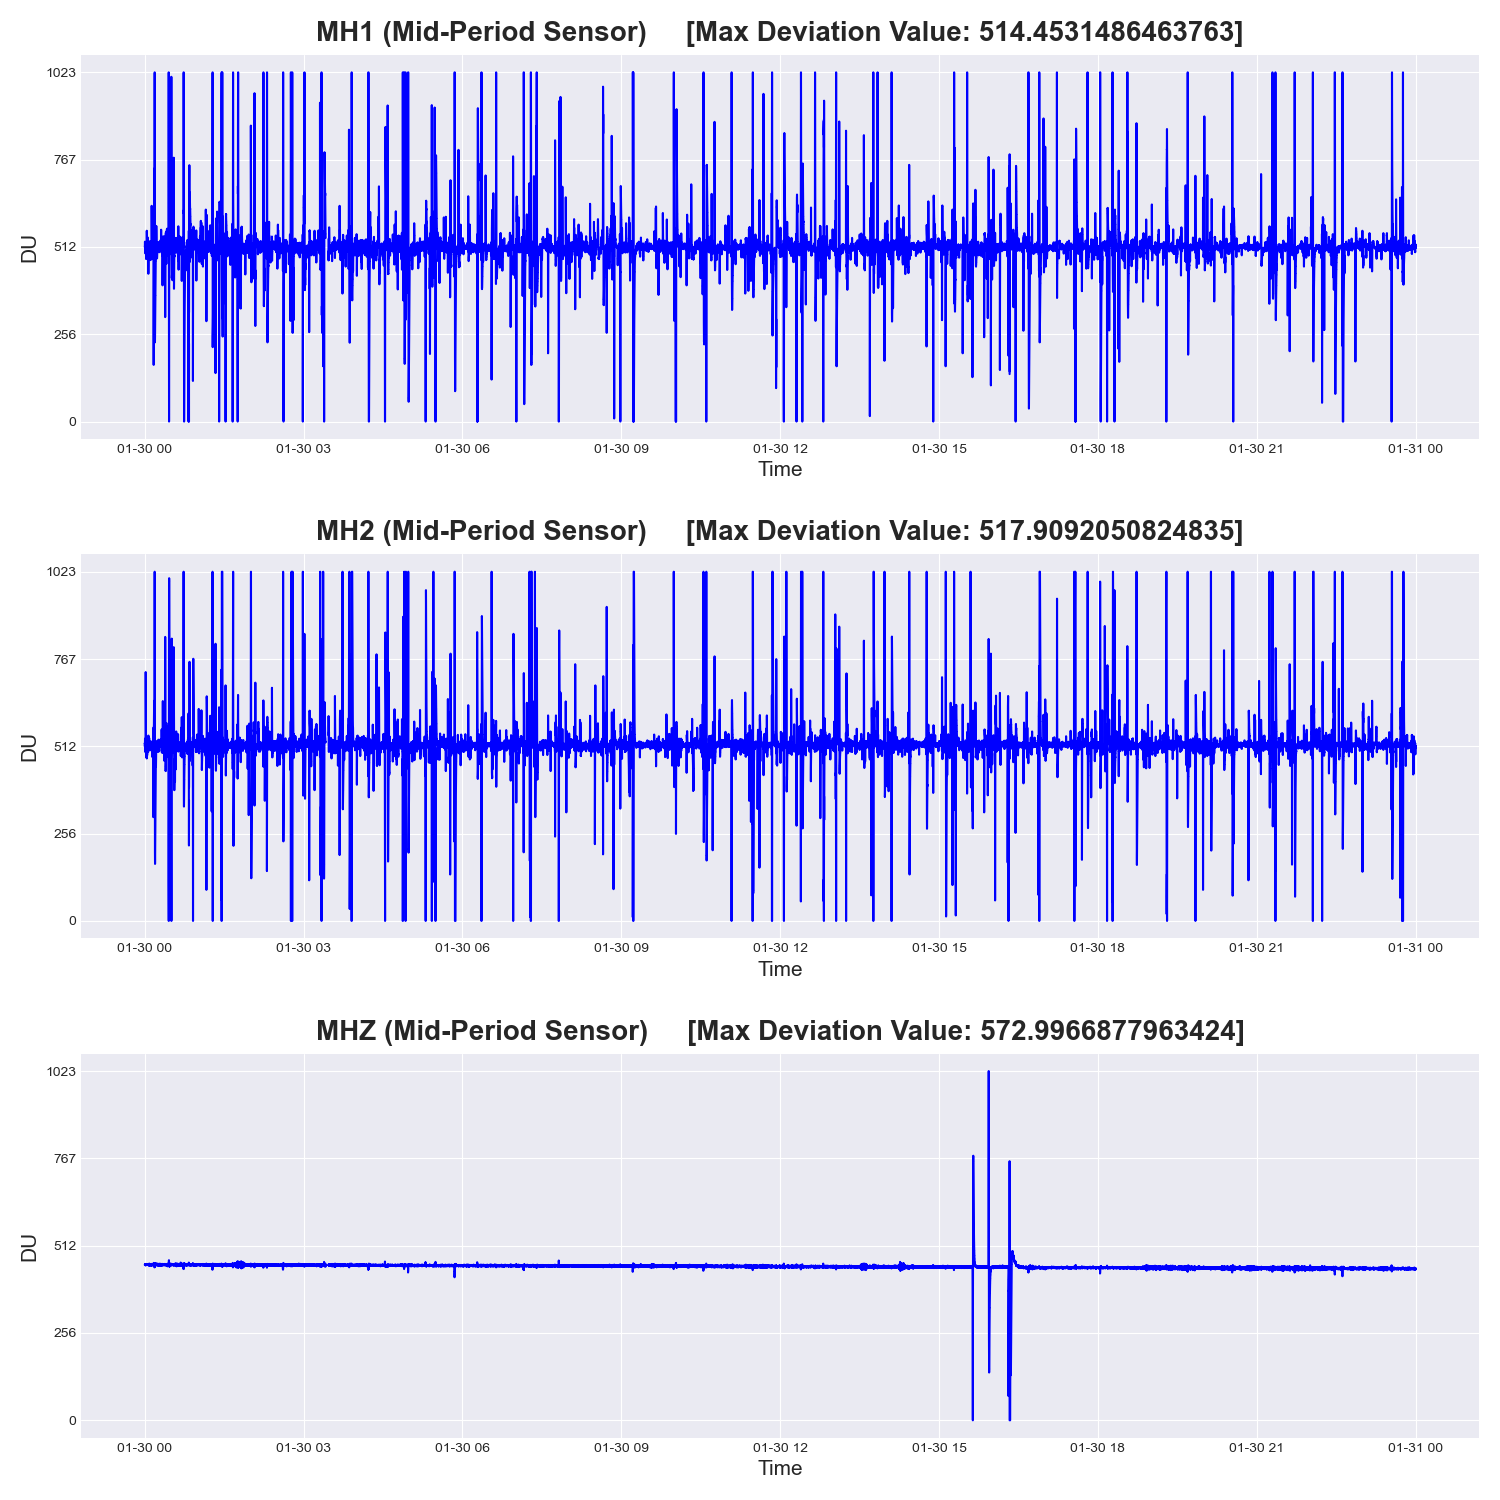 MH1 (Mid-Period Sensor)     [Max Deviation Value: 514.4531486463763]
1023
767
512
256
0
DU
01-30 00 01-30 03 01-30 06 01-30 09 01-30 12 01-30 15 01-30 18 01-30 21 01-31 00
Time
MH2 (Mid-Period Sensor)     [Max Deviation Value: 517.9092050824835]
1023
767
512
256
0
DU
01-30 00 01-30 03 01-30 06 01-30 09 01-30 12 01-30 15 01-30 18 01-30 21 01-31 00
Time
MHZ (Mid-Period Sensor)     [Max Deviation Value: 572.9966877963424]
1023
767
512
256
0
DU
01-30 00 01-30 03 01-30 06 01-30 09 01-30 12 01-30 15 01-30 18 01-30 21 01-31 00
Time